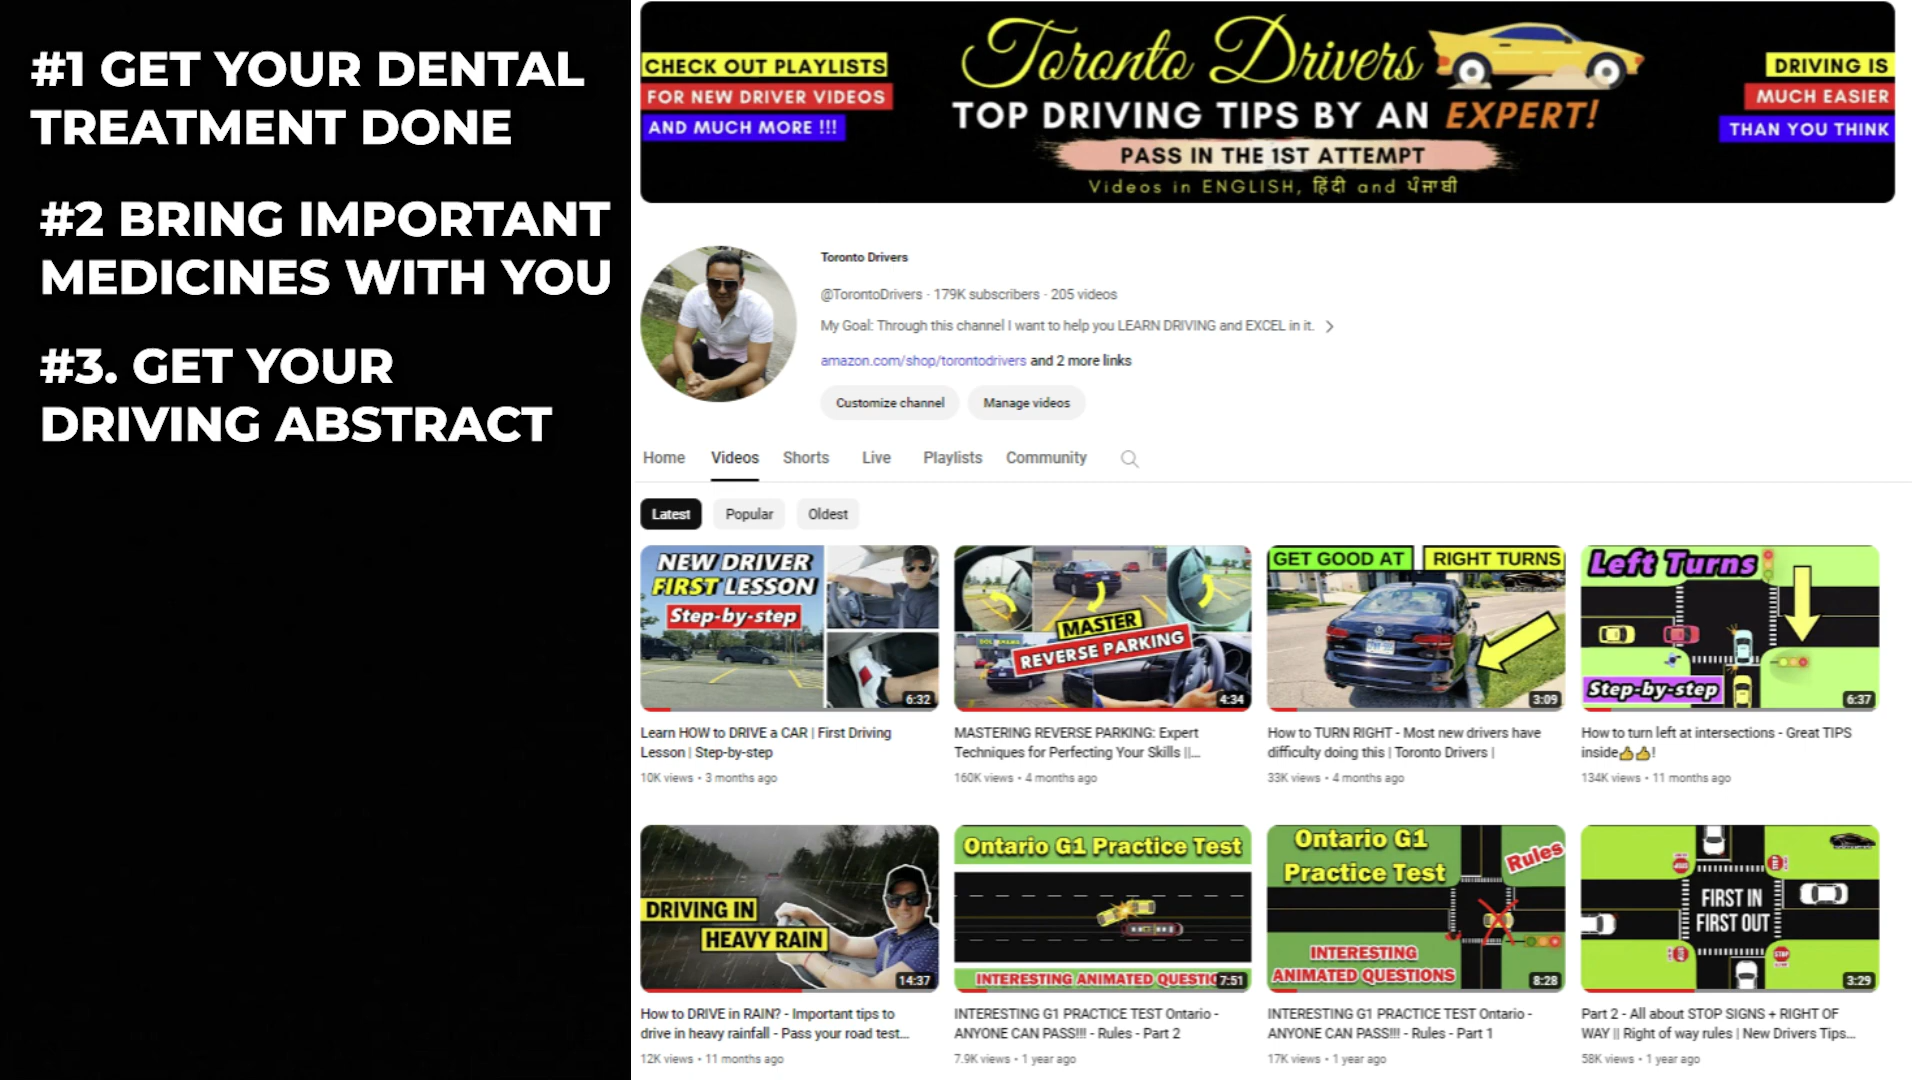 #1 GET YOUR DENTAL
TREATMENT DONE
#2 BRING IMPORTANT
MEDICINES WITH YOU
#3. GET YOUR
DRIVING ABSTRACT
CHECK OUT PLAYLISTS
FOR NEW DRIVER VIDEOS
AND MUCH MORE !!!
Toronto Drivers
TOP DRIVING TIPS BY AN EXPERT!
PASS IN THE 1ST ATTEMPT
Videos in ENGLISH, हिंदी and ਪੰਜਾਬੀ
DRIVING IS
MUCH EASIER
THAN YOU THINK
Toronto Drivers
@TorontoDrivers · 179K subscribers · 205 videos
My Goal: Through this channel I want to help you LEARN DRIVING and EXCEL in it.
amazon.com/shop/torontodrivers and 2 more links
Customize channel Manage videos
Home Videos Shorts Live Playlists Community
Latest Popular Oldest
NEW DRIVER
FIRST LESSON
Step-by-step
6:32
Learn HOW to DRIVE a CAR | First Driving
Lesson | Step-by-step
10K views • 3 months ago
MASTER
REVERSE PARKING
4:34
MASTERING REVERSE PARKING: Expert
Techniques for Perfecting Your Skills ||...
160K views • 4 months ago
GET GOOD AT RIGHT TURNS
3:09
How to TURN RIGHT - Most new drivers have
difficulty doing this | Toronto Drivers |
33K views • 4 months ago
Left Turns
Step-by-step
6:37
How to turn left at intersections - Great TIPS
inside👍👍!
134K views • 11 months ago
DRIVING IN
HEAVY RAIN
14:37
How to DRIVE in RAIN? - Important tips to
drive in heavy rainfall - Pass your road test...
12K views • 11 months ago
Ontario G1 Practice Test
INTERESTING ANIMATED QUESTIO
7:51
INTERESTING G1 PRACTICE TEST Ontario -
ANYONE CAN PASS!!! - Rules - Part 2
7.9K views • 1 year ago
Ontario G1
Practice Test
Rules
INTERESTING
ANIMATED QUESTIONS
8:28
INTERESTING G1 PRACTICE TEST Ontario -
ANYONE CAN PASS!!! - Rules - Part 1
17K views • 1 year ago
FIRST IN
FIRST OUT
STOP
3:29
Part 2 - All about STOP SIGNS + RIGHT OF
WAY || Right of way rules | New Drivers Tips...
58K views • 1 year ago